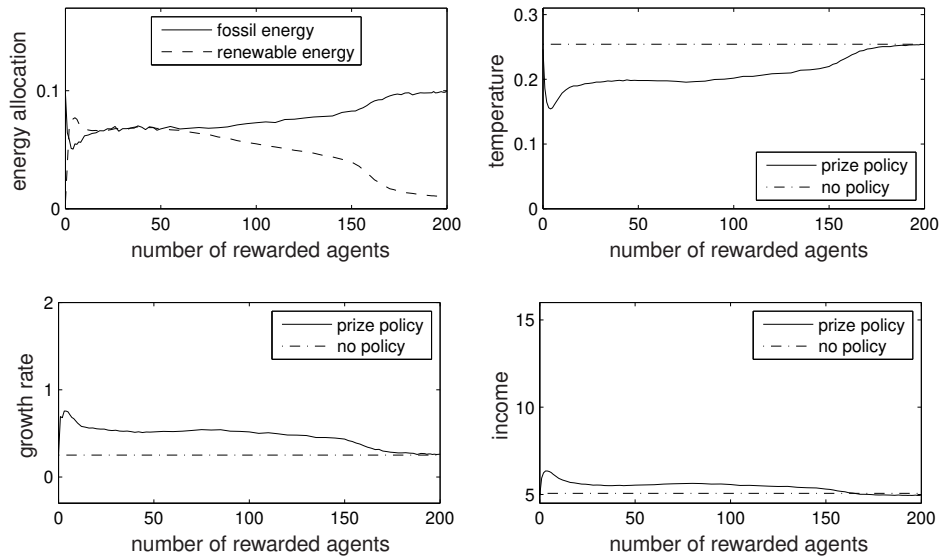 fossil energy
renewable energy
energy allocation
0.1
0
0 50 100 150 200
number of rewarded agents
temperature
0.3
0.2
0.1
0
prize policy
no policy
0 50 100 150 200
number of rewarded agents
growth rate
2
1
0
prize policy
no policy
0 50 100 150 200
number of rewarded agents
income
15
10
5
prize policy
no policy
0 50 100 150 200
number of rewarded agents